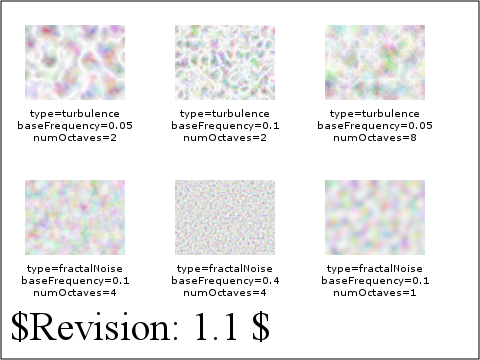 type=turbulence
baseFrequency=0.05
numOctaves=2
type=turbulence
baseFrequency=0.1
numOctaves=2
type=turbulence
baseFrequency=0.05
numOctaves=8
type=fractalNoise
baseFrequency=0.1
numOctaves=4
type=fractalNoise
baseFrequency=0.4
numOctaves=4
type=fractalNoise
baseFrequency=0.1
numOctaves=1
$Revision: 1.1 $